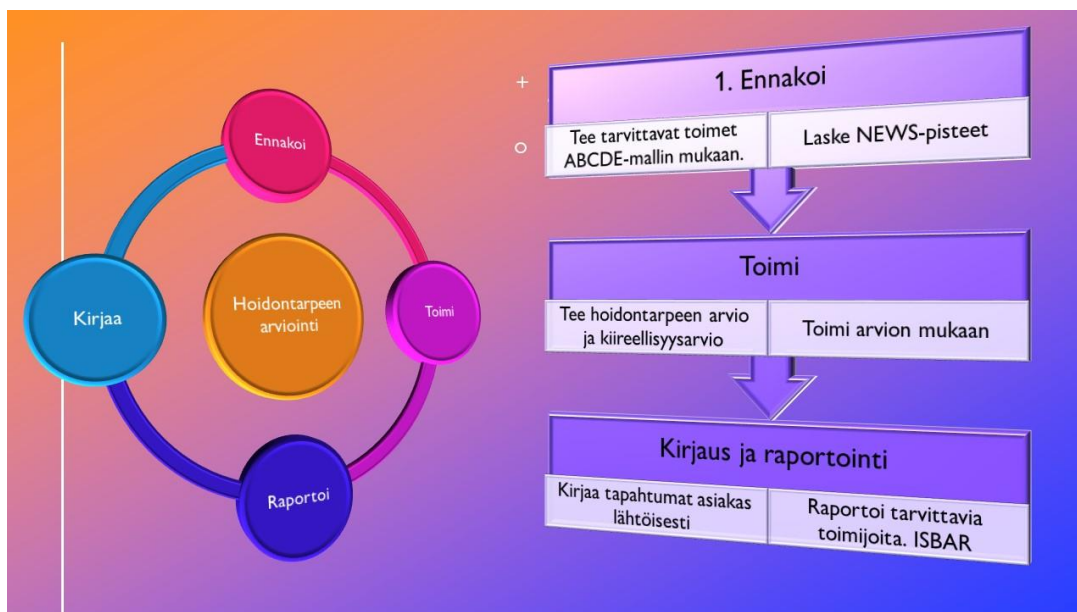 Ennakoi
Toimi
Raportoi
Kirjaa
Hoidontarpeen
arviointi
1. Ennakoi
Tee tarvittavat toimet
ABCDE-mallin mukaan.
Laske NEWS-pisteet
Toimi
Tee hoidontarpeen arvio
ja kiireellisyysarvio
Toimi arvion mukaan
Kirjaus ja raportointi
Kirjaa tapahtumat asiakas
lähtöisesti
Raportoi tarvittavia
toimijoita. ISBAR